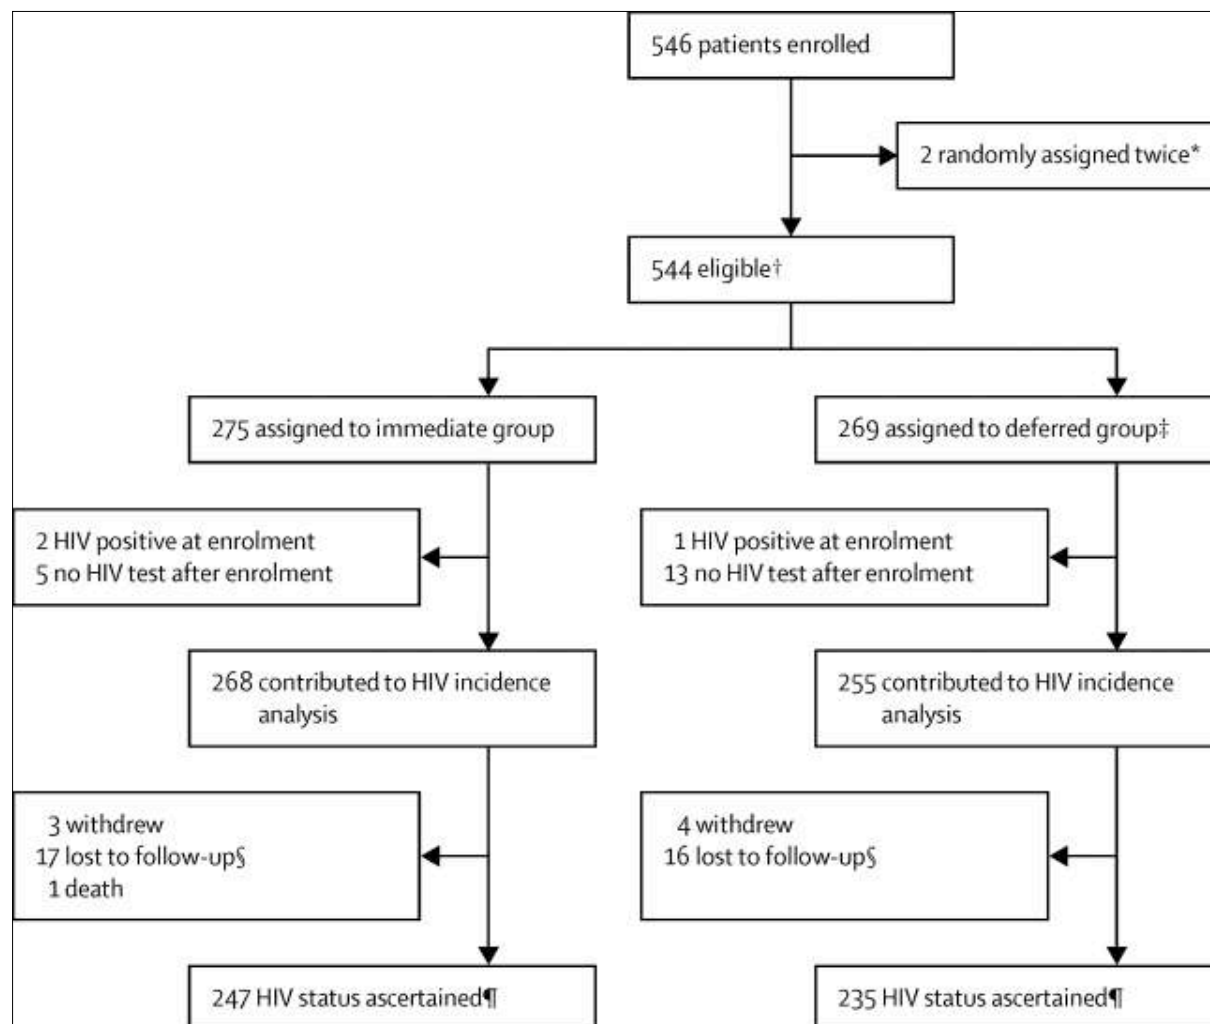 546 patients enrolled
2 randomly assigned twice*
544 eligible†
275 assigned to immediate group
269 assigned to deferred group‡
2 HIV positive at enrolment
5 no HIV test after enrolment
1 HIV positive at enrolment
13 no HIV test after enrolment
268 contributed to HIV incidence
analysis
255 contributed to HIV incidence
analysis
3 withdrew
17 lost to follow-up§
1 death
4 withdrew
16 lost to follow-up§
247 HIV status ascertained¶
235 HIV status ascertained¶